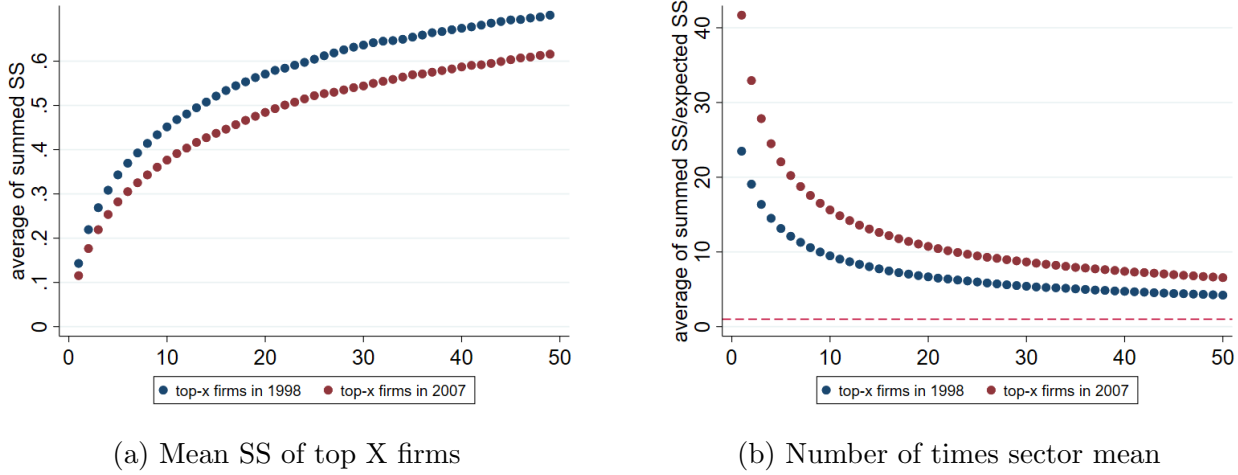 average of summed SS
0 .1 .2 .3 .4 .5 .6
0 10 20 30 40 50
top-x firms in 1998 top-x firms in 2007
(a) Mean SS of top X firms
average of summed SS/expected SS
0 10 20 30 40
0 10 20 30 40 50
top-x firms in 1998 top-x firms in 2007
(b) Number of times sector mean